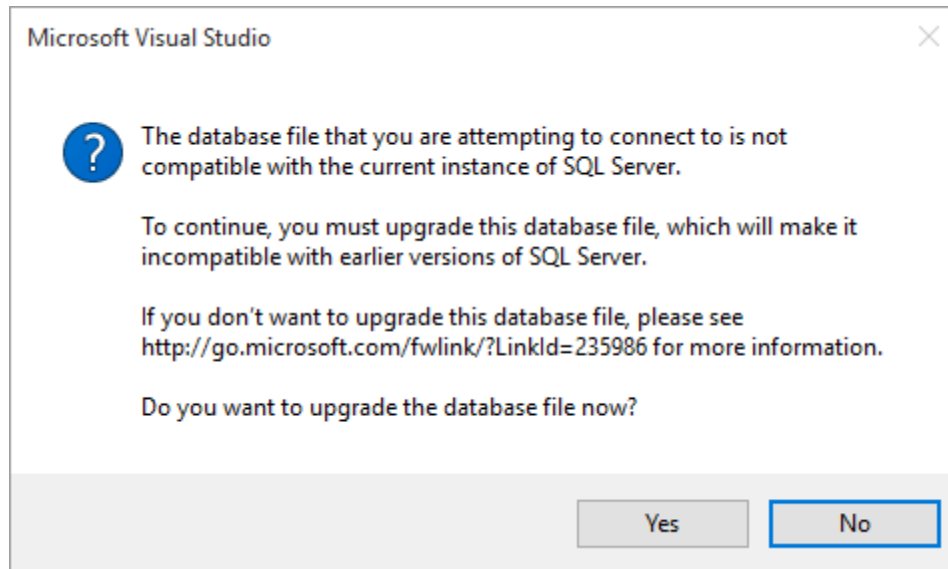 Microsoft Visual Studio
?
The database file that you are attempting to connect to is not
compatible with the current instance of SQL Server.
To continue, you must upgrade this database file, which will make it
incompatible with earlier versions of SQL Server.
If you don't want to upgrade this database file, please see
http://go.microsoft.com/fwlink/?LinkId=235986 for more information.
Do you want to upgrade the database file now?
Yes
No